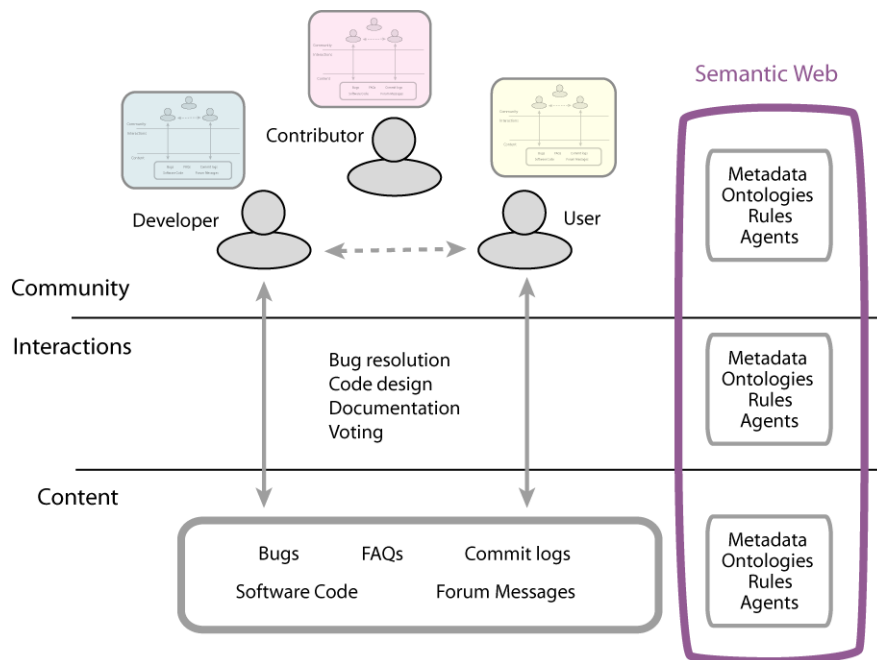 Semantic Web
Contributor
Developer
User
Metadata
Ontologies
Rules
Agents
Community
Interactions
Bug resolution
Code design
Documentation
Voting
Metadata
Ontologies
Rules
Agents
Content
Bugs FAQs Commit logs
Software Code Forum Messages
Metadata
Ontologies
Rules
Agents